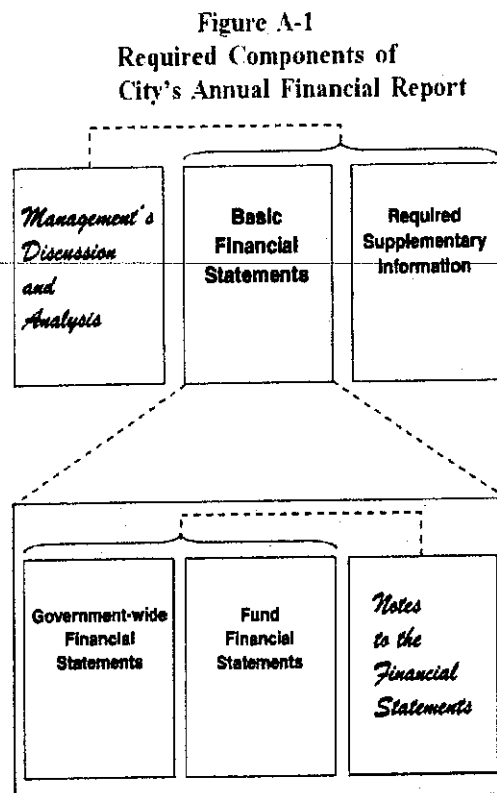 Figure A-1
Required Components of
City's Annual Financial Report
Management's
Discussion
and
Analysis
Basic
Financial
Statements
Required
Supplementary
Information
Government-wide
Financial
Statements
Fund
Financial
Statements
Notes
to the
Financial
Statements